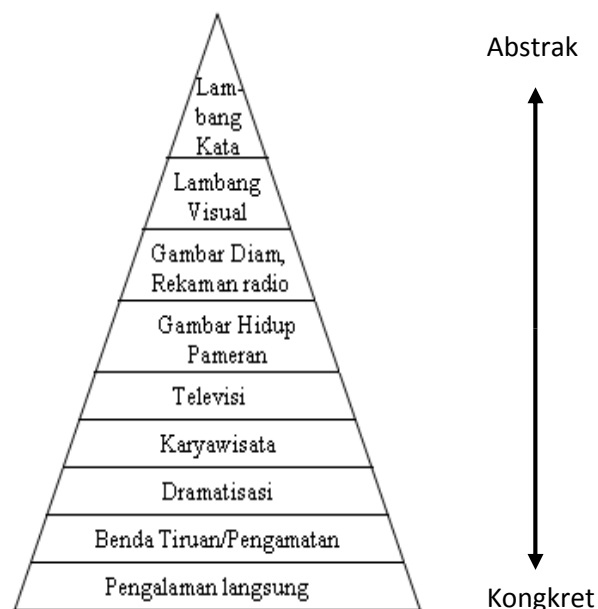 Abstrak
Lam-
bang
Kata
Lambang
Visual
Gambar Diam,
Rekaman radio
Gambar Hidup
Pameran
Televisi
Karyawisata
Dramatisasi
Benda Tiruan/Pengamatan
Pengalaman langsung
Kongkret